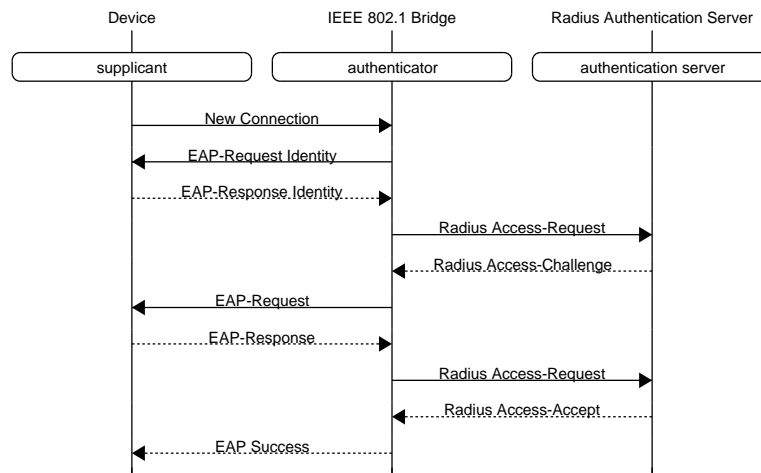 Device
IEEE 802.1 Bridge
Radius Authentication Server
supplicant
authenticator
authentication server
New Connection
EAP-Request Identity
EAP-Response Identity
Radius Access-Request
Radius Access-Challenge
EAP-Request
EAP-Response
Radius Access-Request
Radius Access-Accept
EAP Success